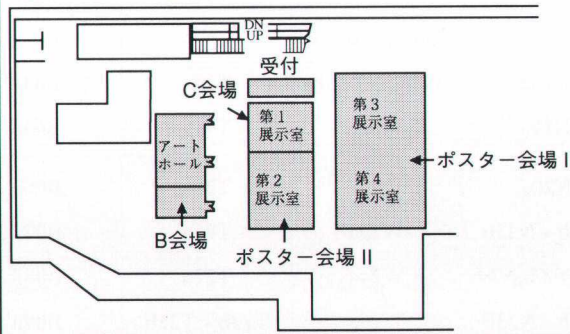 DN
UP
受付
C会場
第1
展示室
第3
展示室
アート
ホール
第2
展示室
第4
展示室
ポスター会場 I
B会場
ポスター会場 II